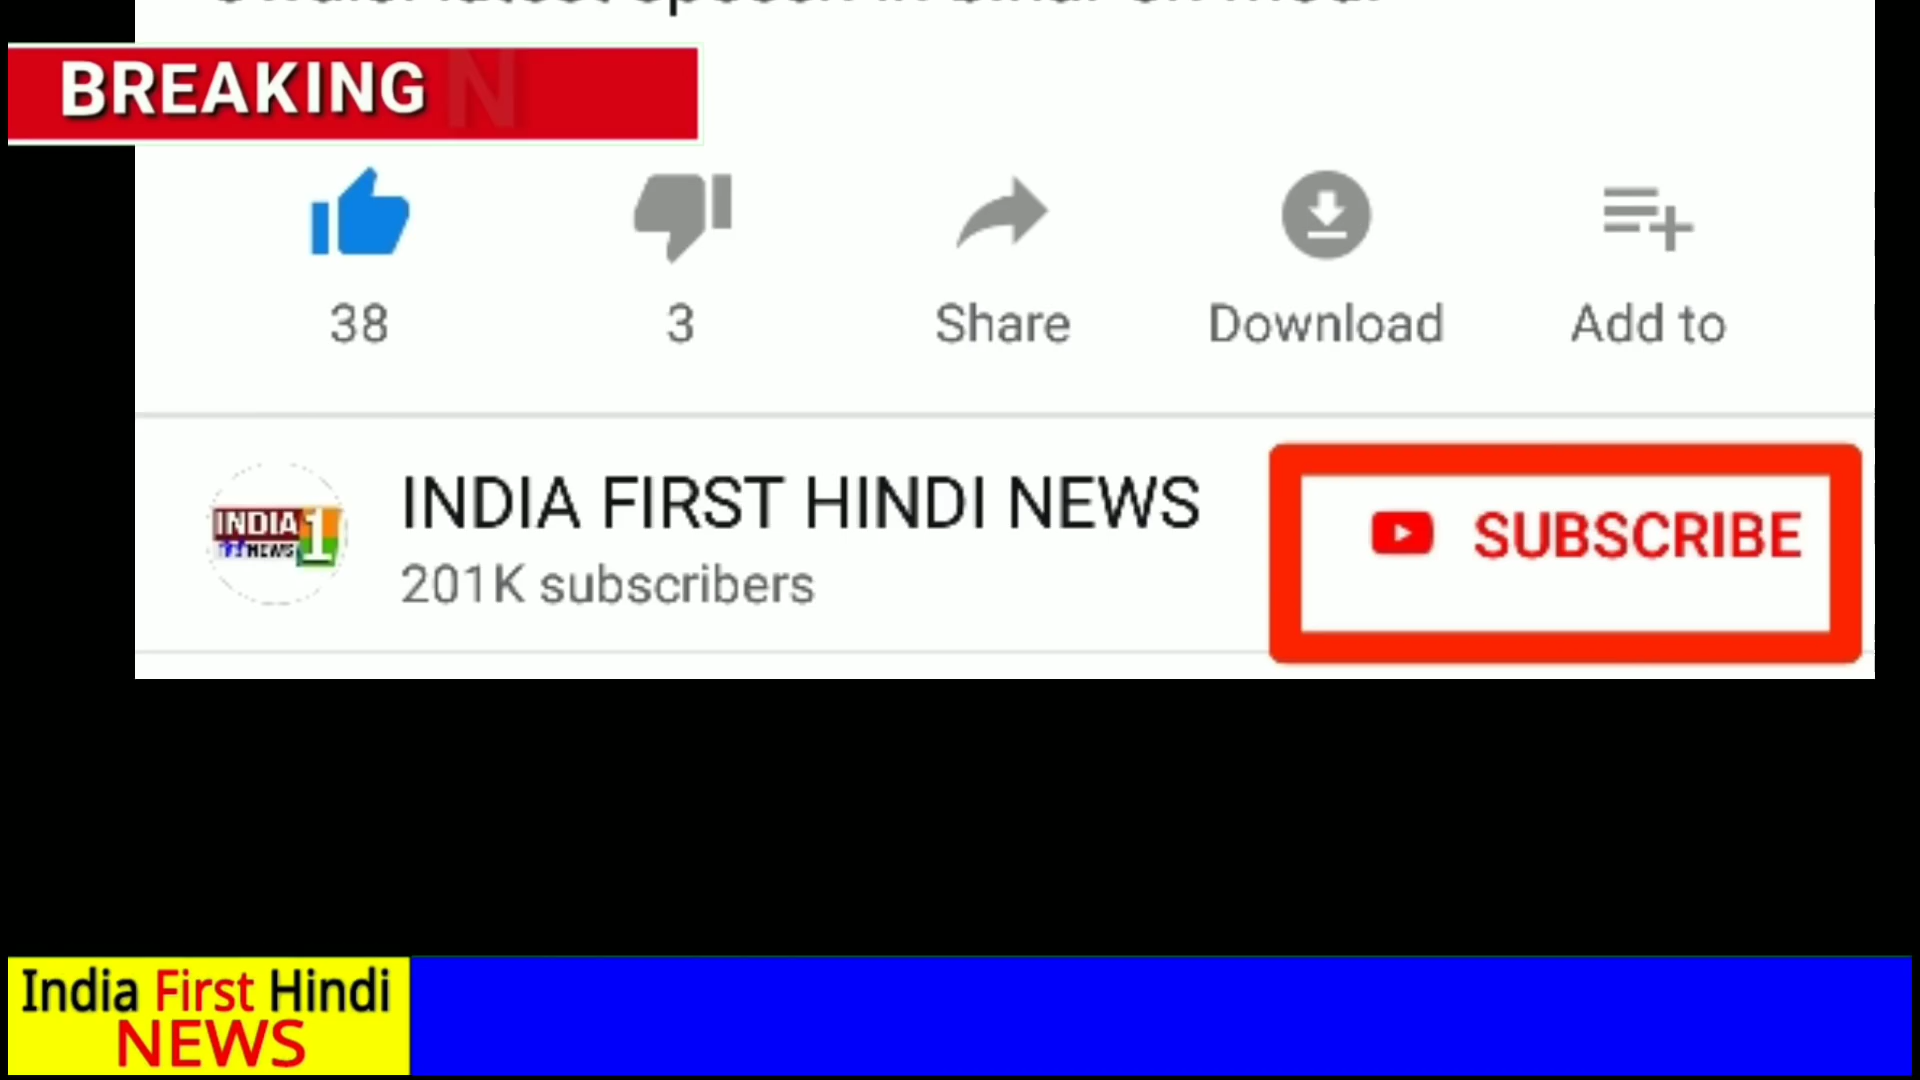 BREAKING N
38
3
Share
Download
Add to
INDIA FIRST HINDI NEWS
201K subscribers
SUBSCRIBE
INDIA 1
NEWS
India First Hindi
NEWS